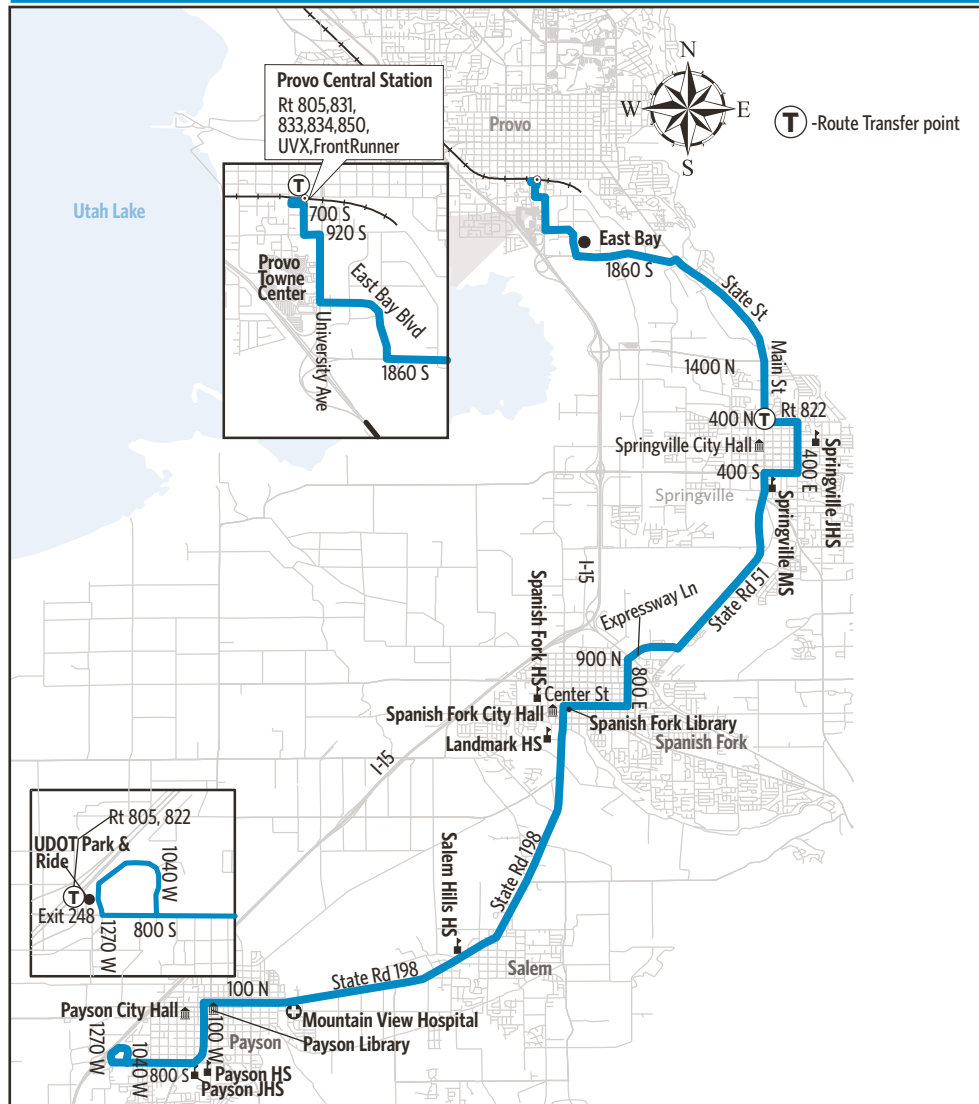 N
W E
S
T -Route Transfer point
Provo Central Station
Rt 805,831,
833,834,850,
UVX,FrontRunner
Provo
Utah Lake
T
700 S
920 S
Provo
Towne
Center
East Bay Blvd
University Ave
1860 S
East Bay
1860 S
State St
Main St
1400 N
400 N
T
Rt 822
Springville City Hall
400 S
400 E
Springville JHS
Springville
Springville MS
I-15
State Rd 51
Expressway Ln
Spanish Fork HS
900 N
800 E
Center St
Spanish Fork City Hall
Spanish Fork Library
Landmark HS
Spanish Fork
I-15
Rt 805, 822
UDOT Park &
Ride
T
Exit 248
1040 W
1270 W
800 S
State Rd 198
Salem Hills HS
Salem
State Rd 198
100 N
Mountain View Hospital
Payson City Hall
Payson Library
100 W
Payson
1270 W
1040 W
800 S
Payson HS
Payson JHS